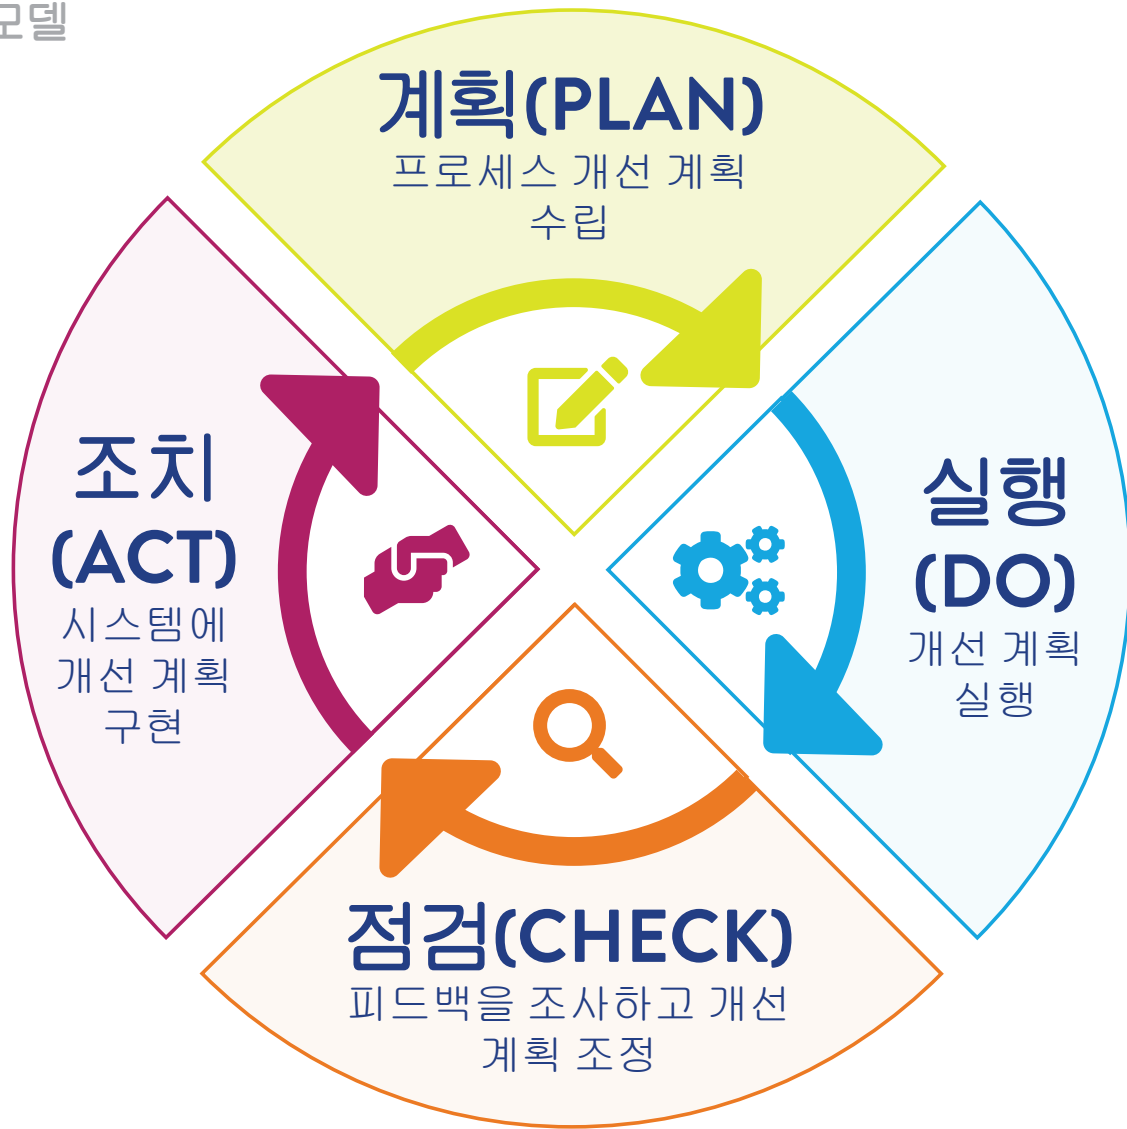 모델
계획(PLAN)
프로세스 개선 계획
수립
실행
(DO)
개선 계획
실행
점검(CHECK)
피드백을 조사하고 개선
계획 조정
조치
(ACT)
시스템에
개선 계획
구현